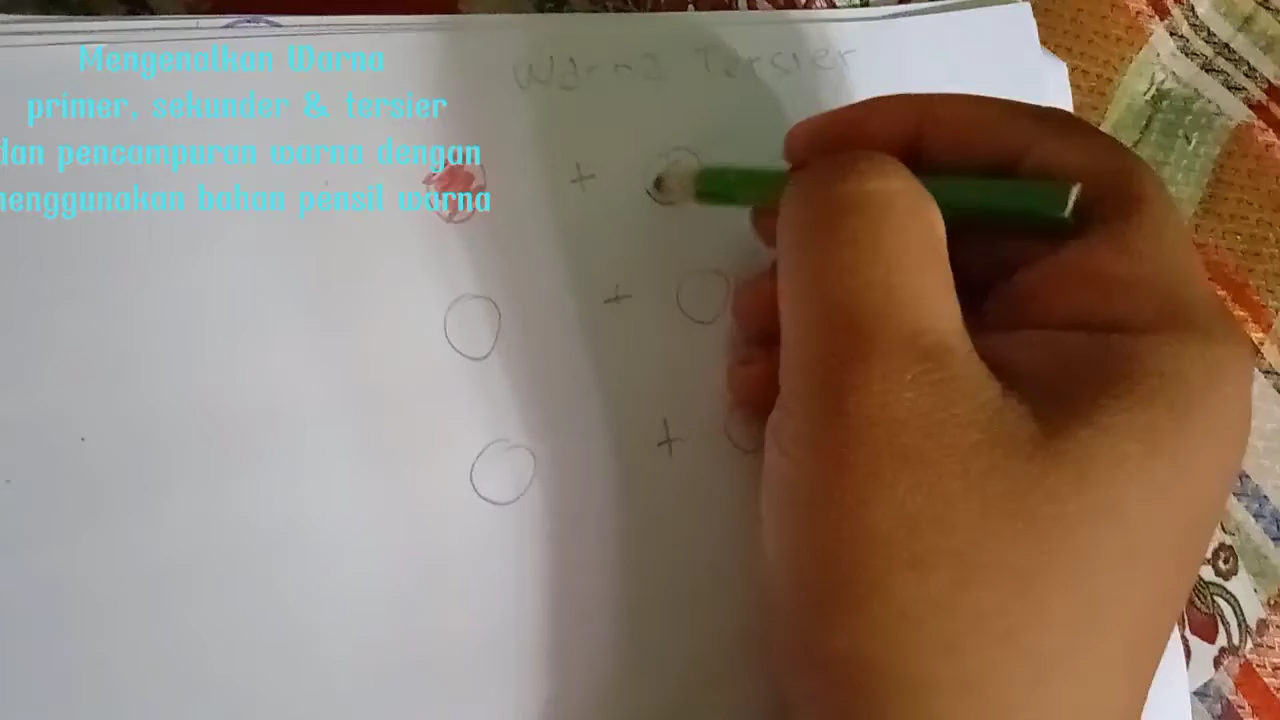 Mengenalkan Warna
primer, sekunder & tersier
dan pencampuran warna dengan
menggunakan bahan pensil warna
Warna Tersier
+
+
+